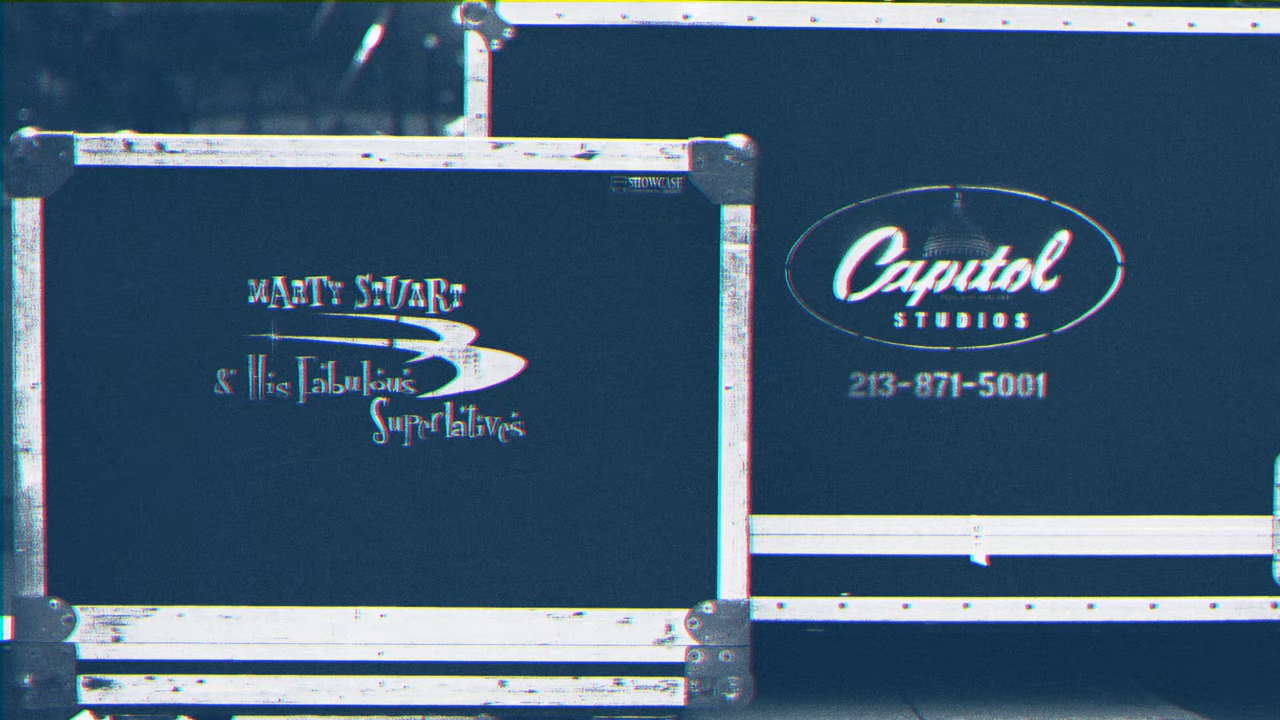 SHOWCASE
MARTY STUART
& His Fabulous
Superlatives
Capitol
STUDIOS
213-871-5001